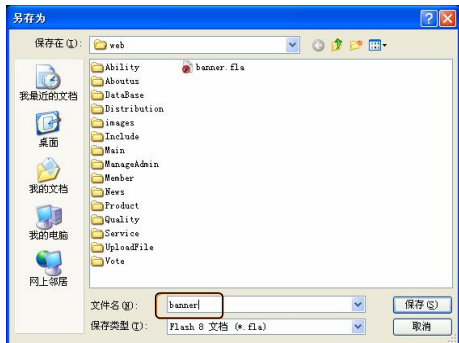 另存为
保存在(I):
web
Ability
banner.fla
Aboutus
DataBase
Distribution
images
Include
Main
ManageAdmin
Member
News
Product
Quality
Service
UploadFile
Vote
我最近的文档
桌面
我的文档
我的电脑
网上邻居
文件名(N):
banner
保存(S)
保存类型(T):
Flash 8 文档 (*.fla)
取消